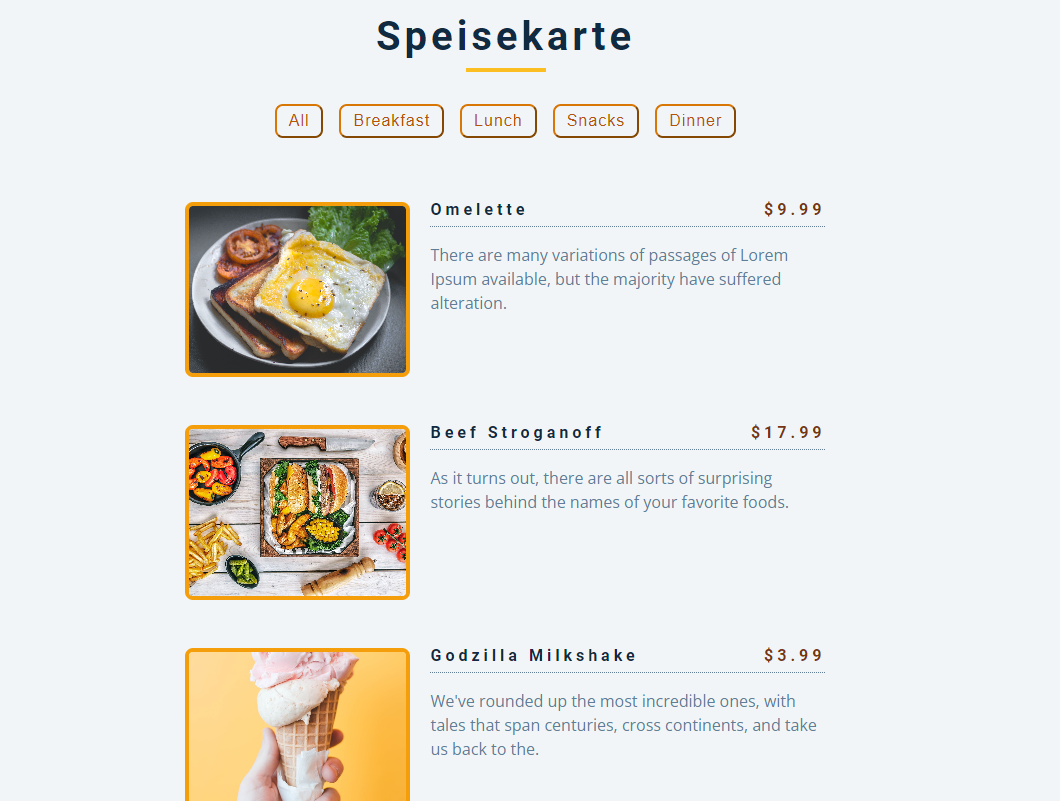 Speisekarte
All Breakfast Lunch Snacks Dinner
Omelette $9.99
There are many variations of passages of Lorem
Ipsum available, but the majority have suffered
alteration.
Beef Stroganoff $17.99
As it turns out, there are all sorts of surprising
stories behind the names of your favorite foods.
Godzilla Milkshake $3.99
We've rounded up the most incredible ones, with
tales that span centuries, cross continents, and take
us back to the.